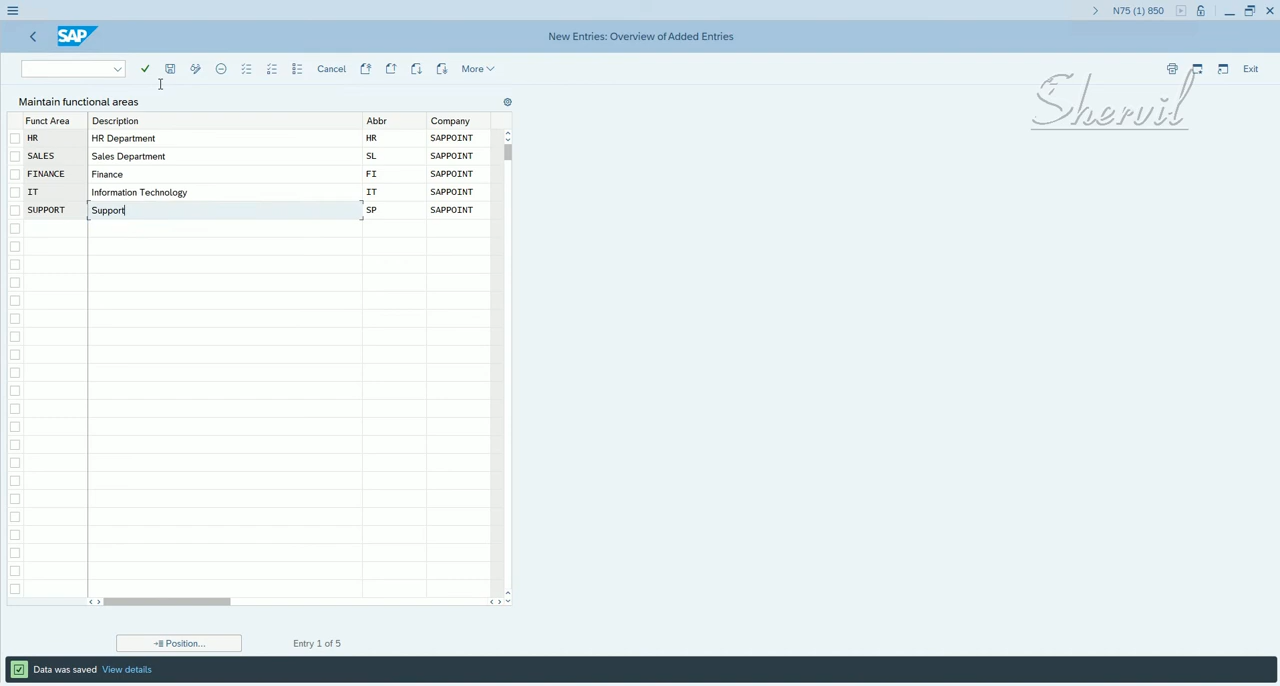 N75 (1) 850
SAP
New Entries: Overview of Added Entries
Cancel
More
Exit
Shervil
Maintain functional areas
Funct Area Description Abbr Company
HR HR Department HR SAPPOINT
SALES Sales Department SL SAPPOINT
FINANCE Finance FI SAPPOINT
IT Information Technology IT SAPPOINT
SUPPORT Support SP SAPPOINT
Position...
Entry 1 of 5
Data was saved View details